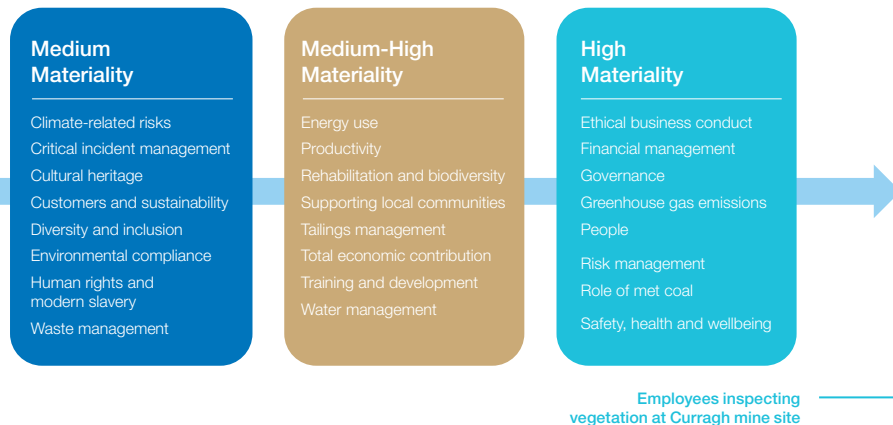 Medium
Materiality
Climate-related risks
Critical incident management
Cultural heritage
Customers and sustainability
Diversity and inclusion
Environmental compliance
Human rights and
modern slavery
Waste management
Medium-High
Materiality
Energy use
Productivity
Rehabilitation and biodiversity
Supporting local communities
Tailings management
Total economic contribution
Training and development
Water management
High
Materiality
Ethical business conduct
Financial management
Governance
Greenhouse gas emissions
People
Risk management
Role of met coal
Safety, health and wellbeing
Employees inspecting
vegetation at Curragh mine site